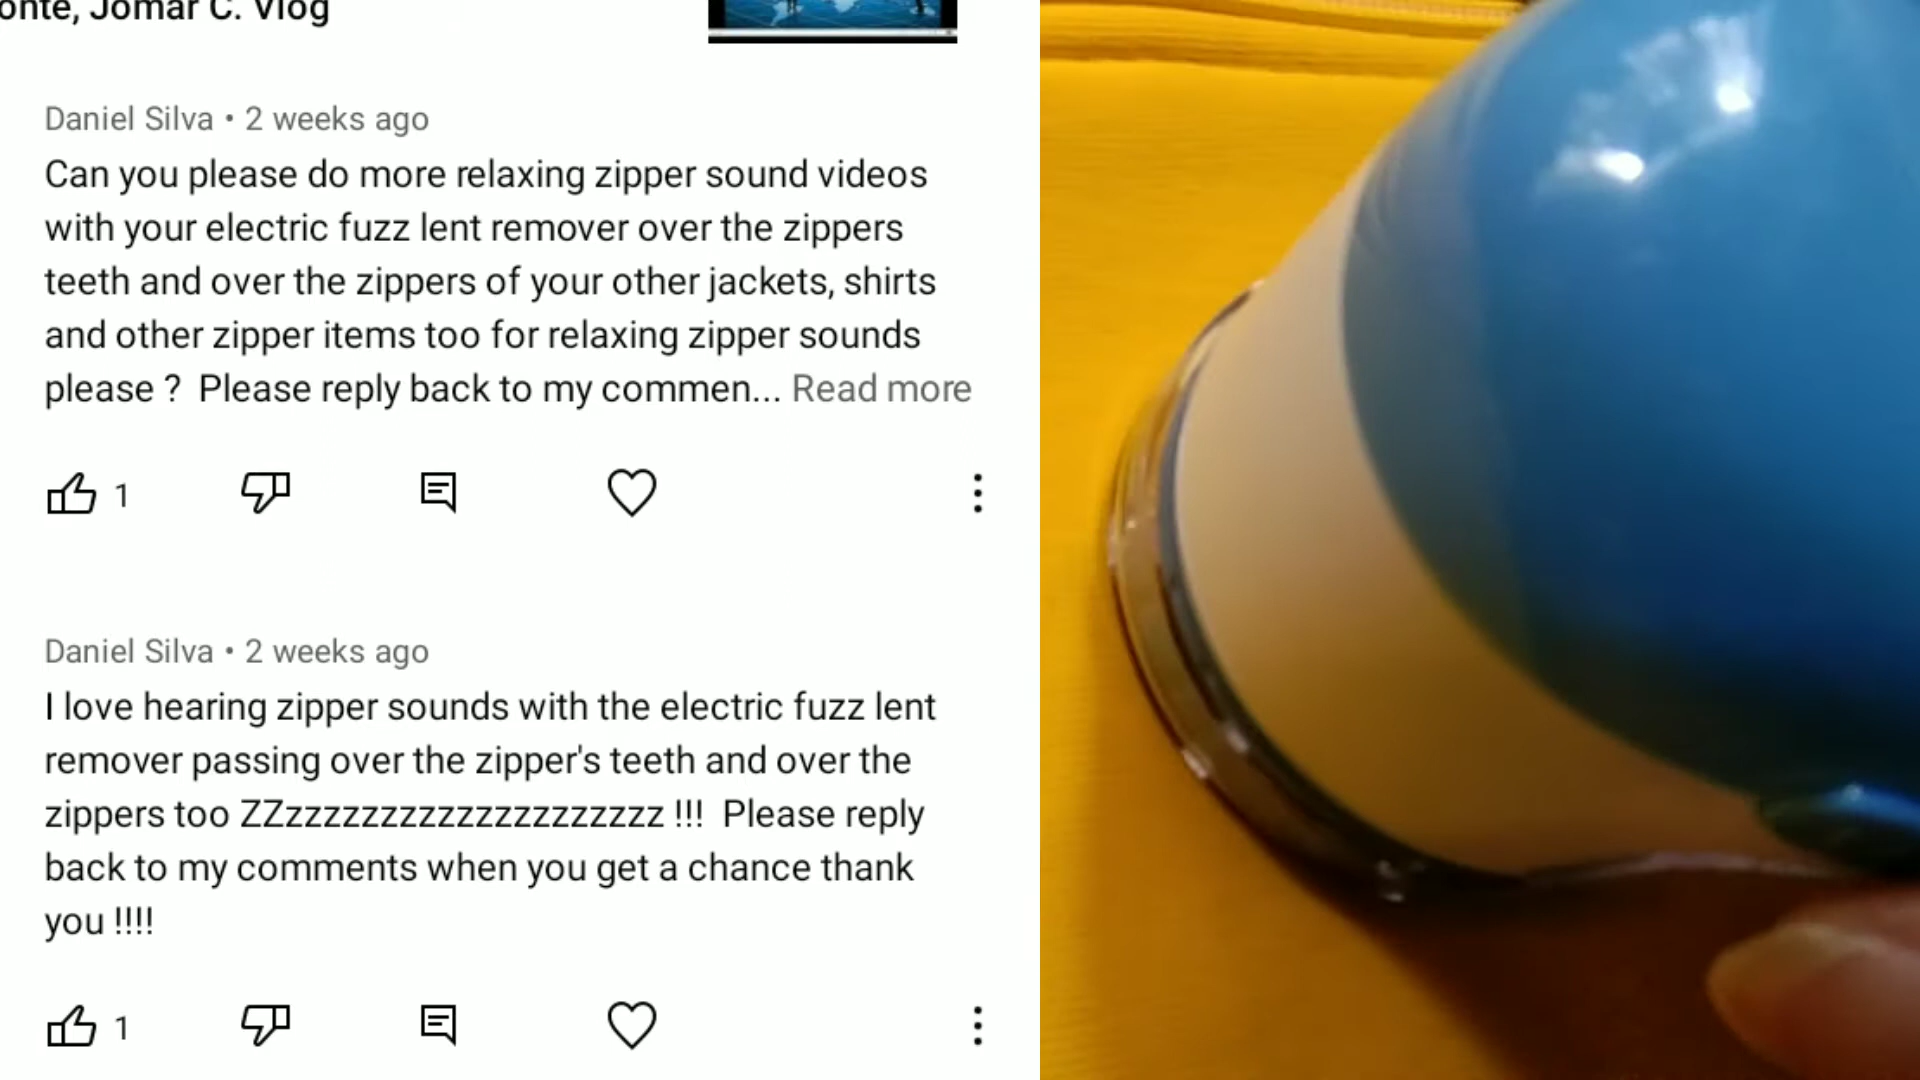 onte, Jomar C. Vlog
Daniel Silva • 2 weeks ago
Can you please do more relaxing zipper sound videos
with your electric fuzz lent remover over the zippers
teeth and over the zippers of your other jackets, shirts
and other zipper items too for relaxing zipper sounds
please ?  Please reply back to my commen... Read more
1
Daniel Silva • 2 weeks ago
I love hearing zipper sounds with the electric fuzz lent
remover passing over the zipper's teeth and over the
zippers too ZZzzzzzzzzzzzzzzzzzzzz !!!  Please reply
back to my comments when you get a chance thank
you !!!!
1